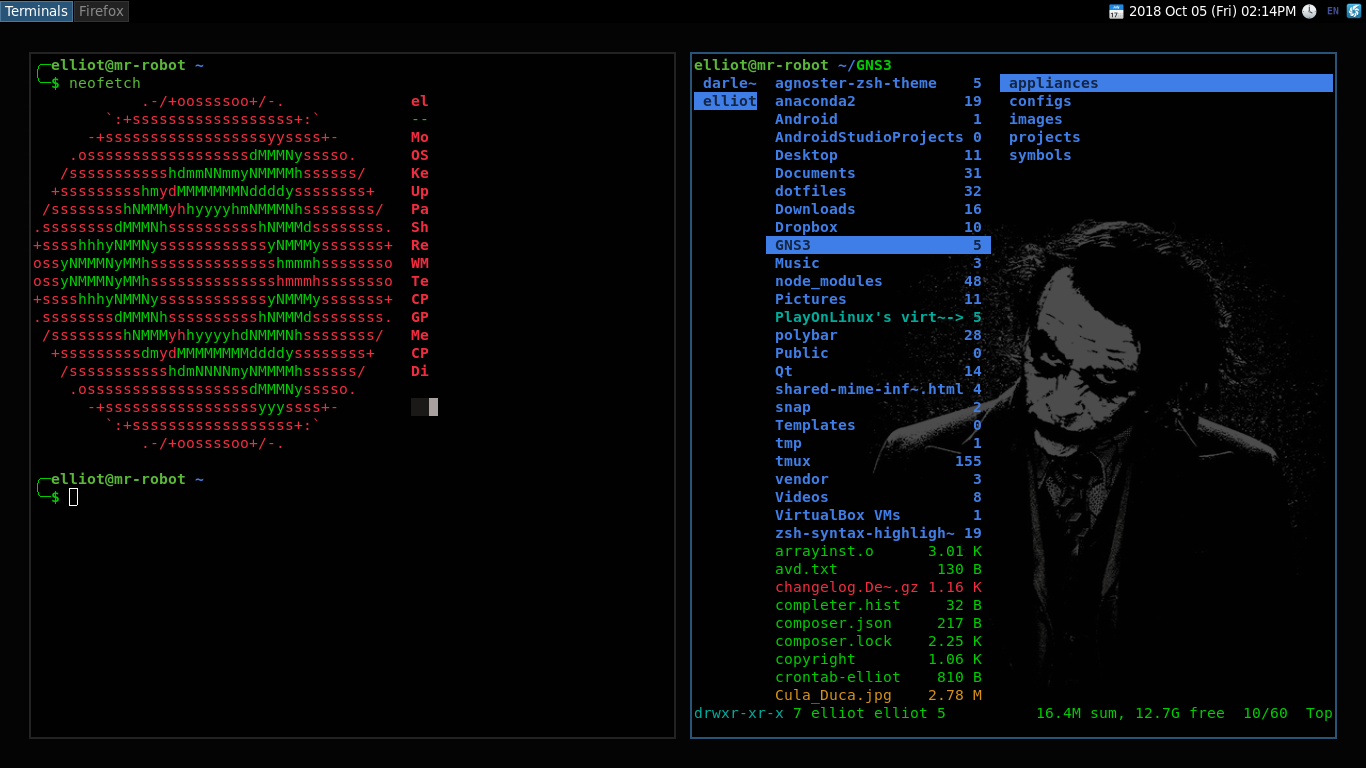 Terminals Firefox 2018 Oct 05 (Fri) 02:14PM EN
elliot@mr-robot ~
$ neofetch
.-/+oossssoo+/-. el
`:+ssssssssssssssssss+:` --
-+ssssssssssssssssssyyssss+- Mo
.ossssssssssssssssssdMMMNysssso. OS
/ssssssssssshdmmNNmmyNMMMMhssssss/ Ke
+ssssssssshmydMMMMMMMNddddyssssssss+ Up
/sssssssshNMMMyhhyyyyhmNMMMNhssssssss/ Pa
.ssssssssdMMMNhsssssssssshNMMMdssssssss. Sh
+sssshhhyNMMNyssssssssssssyNMMMysssssss+ Re
ossyNMMMNyMMhsssssssssssssshmmmhssssssso WM
ossyNMMMNyMMhsssssssssssssshmmmhssssssso Te
+sssshhhyNMMNyssssssssssssyNMMMysssssss+ CP
.ssssssssdMMMNhsssssssssshNMMMdssssssss. GP
/sssssssshNMMMyhhyyyyhdNMMMNhssssssss/ Me
+sssssssssdmydMMMMMMMMddddyssssssss+ CP
/ssssssssssshdmNNNNmyNMMMMhssssss/ Di
.ossssssssssssssssssdMMMNysssso.
-+sssssssssssssssssyyyssss+-
`:+ssssssssssssssssss+:`
.-/+oossssoo+/-.
elliot@mr-robot ~
$
elliot@mr-robot ~/GNS3
darle~ agnoster-zsh-theme 5 appliances
elliot anaconda2 19 configs
Android 1 images
AndroidStudioProjects 0 projects
Desktop 11 symbols
Documents 31
dotfiles 32
Downloads 16
Dropbox 10
GNS3 5
Music 3
node_modules 48
Pictures 11
PlayOnLinux's virt~--> 5
polybar 28
Public 0
Qt 14
shared-mime-inf~.html 4
snap 2
Templates 0
tmp 1
tmux 155
vendor 3
Videos 8
VirtualBox VMs 1
zsh-syntax-highligh~ 19
arrayinst.o 3.01 K
avd.txt 130 B
changelog.De~.gz 1.16 K
completer.hist 32 B
composer.json 217 B
composer.lock 2.25 K
copyright 1.06 K
crontab-elliot 810 B
Cula_Duca.jpg 2.78 M
drwxr-xr-x 7 elliot elliot 5 16.4M sum, 12.7G free 10/60 Top